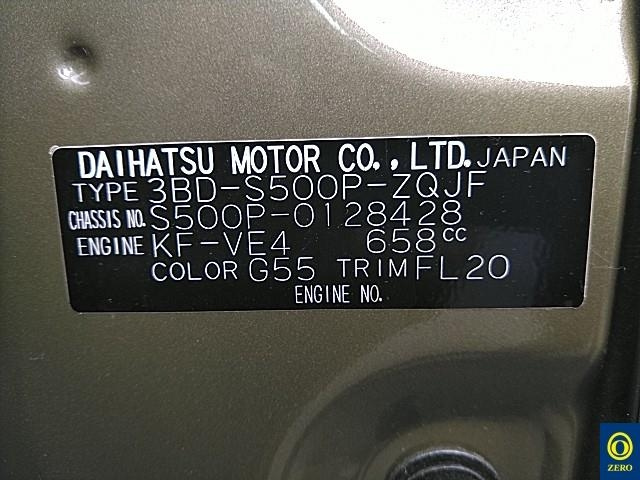 DAIHATSU MOTOR CO., LTD. JAPAN
TYPE 3BD-S500P-ZQJF
CHASSIS NO. S500P-0128428
ENGINE KF-VE4 658CC
COLOR G55 TRIM FL20
ENGINE NO.
ZERO